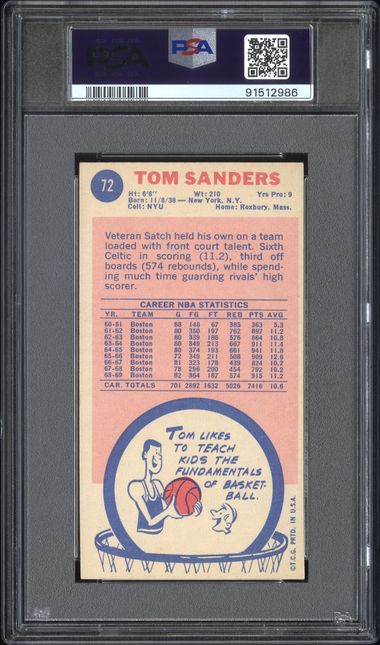 PSA
PSA
91512986
72
TOM SANDERS
Ht: 6'6" Wt: 210 Yrs Pro: 9
Born: 11/8/38 — New York, N.Y.
Coll: NYU Home: Roxbury, Mass.
Veteran Satch held his own on a team
loaded with front court talent. Sixth
Celtic in scoring (11.2), third off
boards (574 rebounds), while spend-
ing much time guarding rivals' high
scorer.
CAREER NBA STATISTICS
YR. TEAM G FG FT REB PTS AVG
60-61 Boston 68 148 67 385 363 5.3
61-62 Boston 80 350 197 762 897 11.2
62-63 Boston 80 339 186 576 864 10.8
63-64 Boston 80 349 213 667 911 11.4
64-65 Boston 80 374 193 661 941 11.8
65-66 Boston 72 349 211 508 909 12.6
66-67 Boston 81 323 178 439 824 10.2
67-68 Boston 78 296 200 454 792 10.2
68-69 Boston 82 364 187 574 915 11.2
CAR. TOTALS 701 2892 1632 5026 7416 10.6
TOM LIKES
TO TEACH
KIDS THE
FUNDAMENTALS
OF BASKET-
BALL.
©T.C.G. PRTD. IN U.S.A.